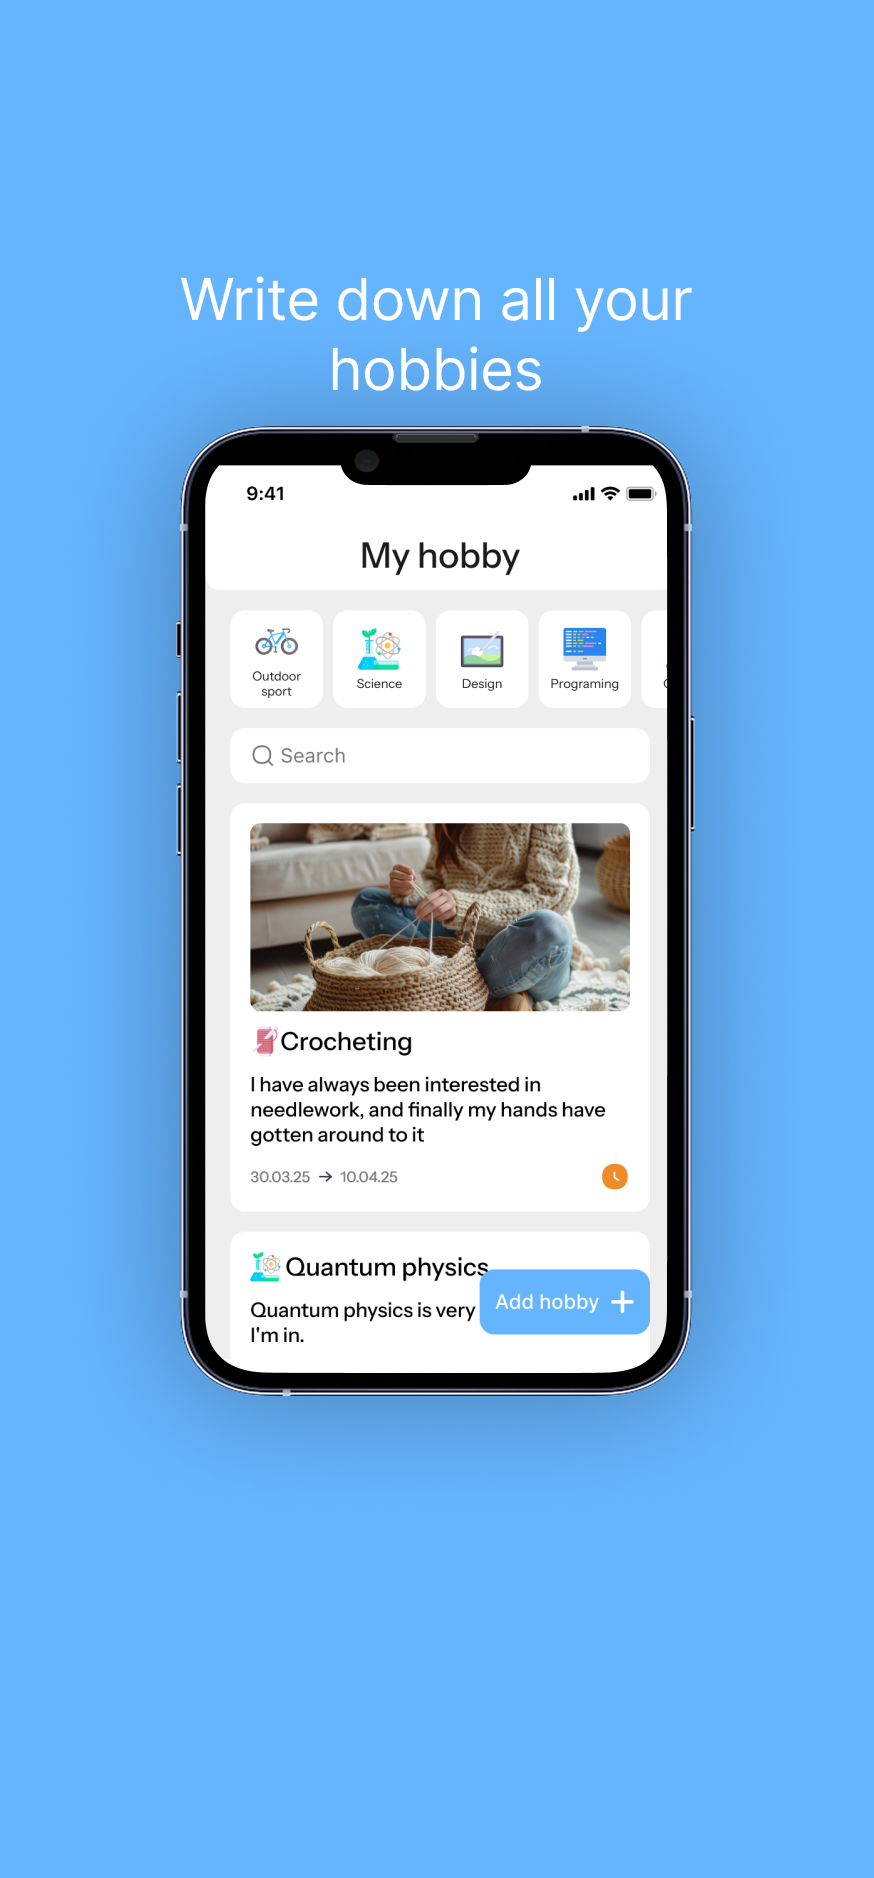 Write down all your
hobbies
9:41
My hobby
Outdoor
sport
Science
Design
Programing
Search
Crocheting
I have always been interested in
needlework, and finally my hands have
gotten around to it
30.03.25 → 10.04.25
Quantum physics
Quantum physics is very
I'm in.
Add hobby